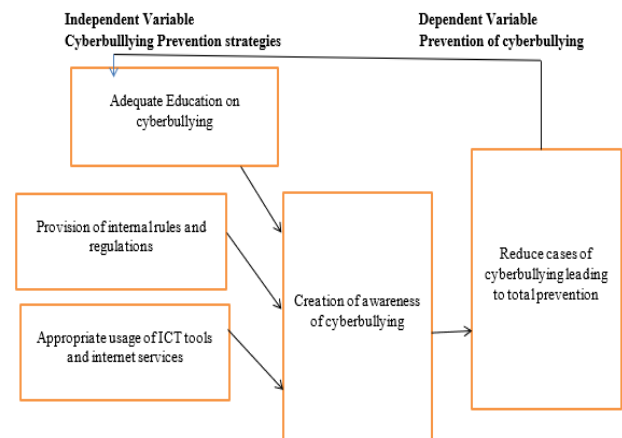 Independent Variable
Cyberbulllying Prevention strategies
Dependent Variable
Prevention of cyberbullying
Adequate Education on
cyberbullying
Provision of internal rules and
regulations
Appropriate usage of ICT tools
and internet services
Creation of awareness
of cyberbullying
Reduce cases of
cyberbullying leading
to total prevention